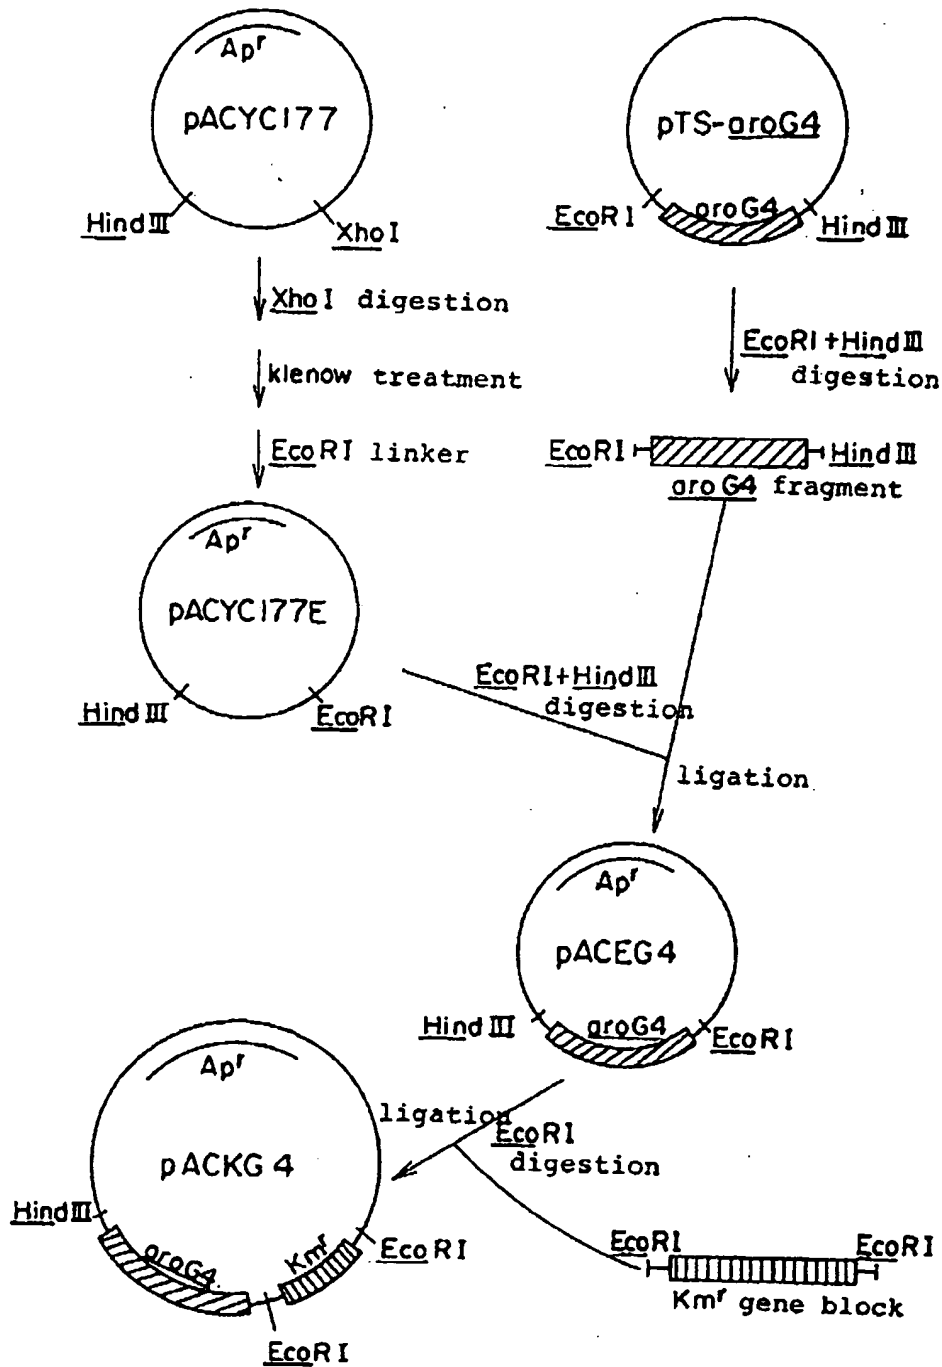 Apʳ
pACYC177
HindIII
XhoI
XhoI digestion
klenow treatment
EcoRI linker
pTS-aroG4
aroG4
EcoRI
HindIII
EcoRI+HindIII
digestion
EcoRI
HindIII
aroG4 fragment
Apʳ
pACYC177E
HindIII
EcoRI
EcoRI+HindIII
digestion
ligation
Apʳ
pACEG4
HindIII
aroG4
EcoRI
ligation
EcoRI
digestion
Apʳ
pACKG4
HindIII
aroG4
Kmʳ
EcoRI
EcoRI
EcoRI
EcoRI
Kmʳ gene block